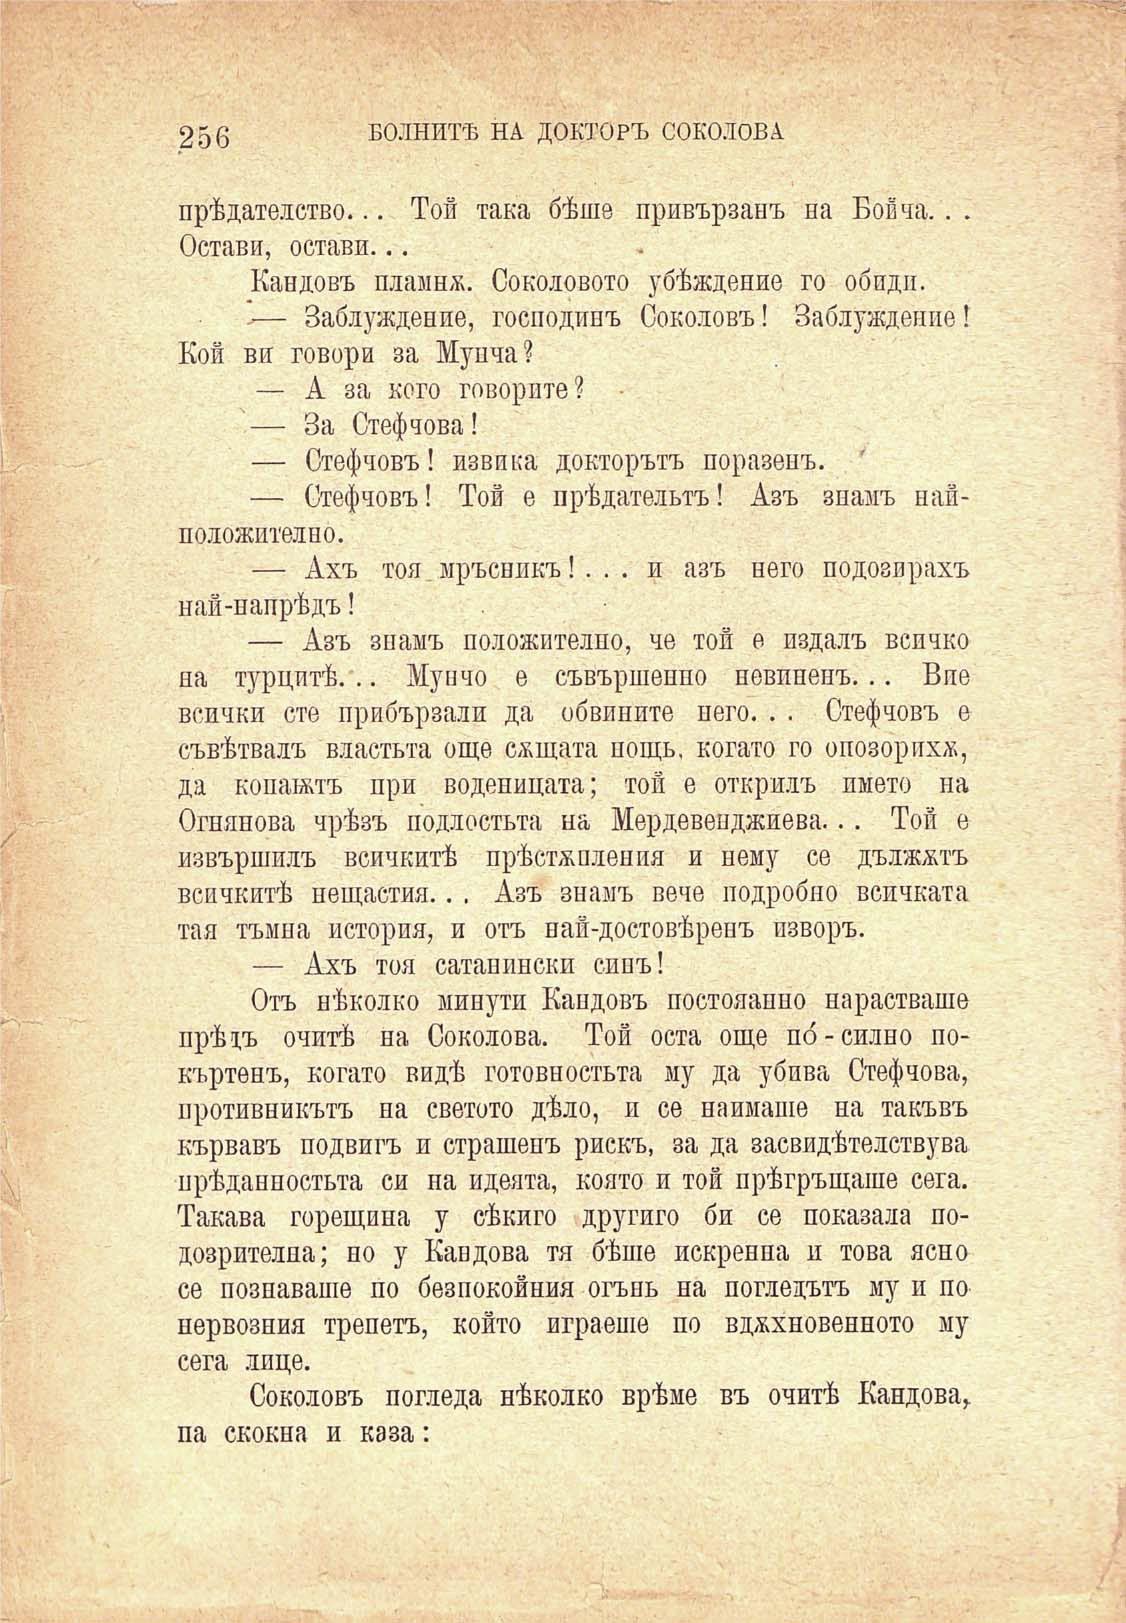 256
БОЛНИТѢ НА ДОКТОРЪ СОКОЛОВА
прѣдателство... Той така бѣше привързанъ на Бойча...
Остави, остави...
Кандовъ пламнѫ. Соколовото убѣждение го обиди.
— Заблуждение, господинъ Соколовъ! Заблуждение!
Кой ви говори за Мунча?
— А за кого говорите?
— За Стефчова!
— Стефчовъ! извика докторътъ поразенъ.
— Стефчовъ! Той е прѣдательтъ! Азъ знамъ най-
положително.
— Ахъ тоя мръсникъ!... и азъ него подозирахъ
най-напрѣдъ!
— Азъ знамъ положително, че той е издалъ всичко
на турцитѣ... Мунчо е съвършенно невиненъ... Вие
всички сте прибързали да обвините него... Стефчовъ е
съвѣтвалъ властьта още сѫщата нощь, когато го опозорихѫ,
да копаѭтъ при воденицата; той е открилъ името на
Огнянова чрѣзъ подлостьта на Мердевенджиева... Той е
извършилъ всичкитѣ прѣстѫпления и нему се дължѫтъ
всичкитѣ нещастия... Азъ знамъ вече подробно всичката
тая тъмна история, и отъ най-достовѣренъ изворъ.
— Ахъ тоя сатанински синъ!
Отъ нѣколко минути Кандовъ постоянно нарастваше
прѣдъ очитѣ на Соколова. Той оста още по́-силно по-
къртенъ, когато видѣ готовностьта му да убива Стефчова,
противникътъ на светото дѣло, и се наимаше на такъвъ
кървавъ подвигъ и страшенъ рискъ, за да засвидѣтелствува
прѣданностьта си на идеята, която и той прѣгръщаше сега.
Такава горещина у сѣкиго другиго би се показала по-
дозрителна; но у Кандова тя бѣше искренна и това ясно
се познаваше по безпокойния огънь на погледътъ му и по
нервозния трепетъ, който играеше по вдѫхновенното му
сега лице.
Соколовъ погледа нѣколко врѣме въ очитѣ Кандова,
па скокна и каза: